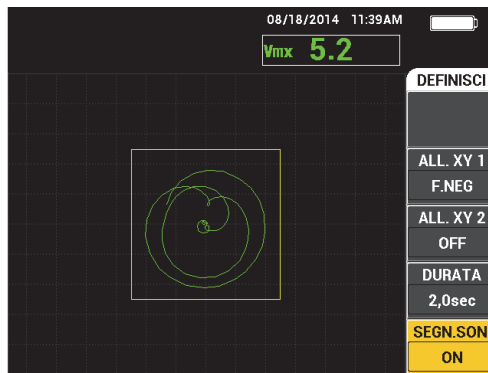 08/18/2014 11:39AM
Vmx 5.2
DEFINISCI
ALL. XY 1
F.NEG
ALL. XY 2
OFF
DURATA
2,0sec
SEGN.SON
ON